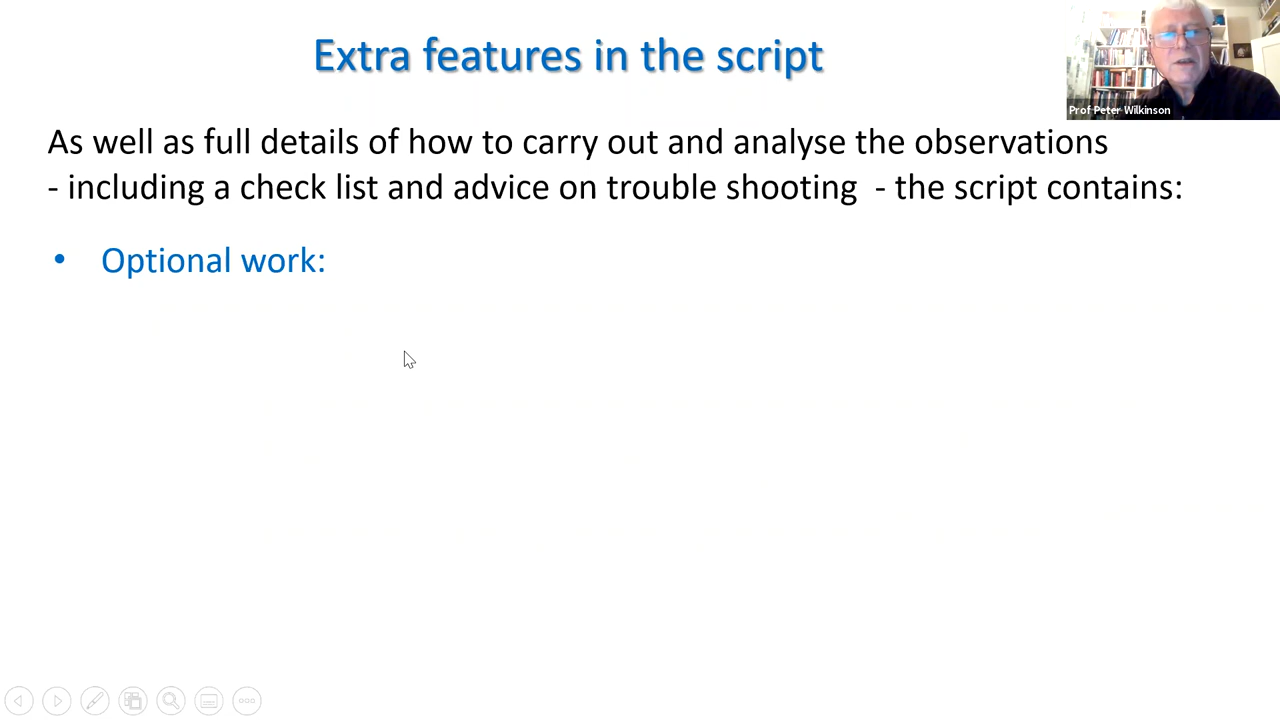 Extra features in the script
Prof Peter Wilkinson
As well as full details of how to carry out and analyse the observations
- including a check list and advice on trouble shooting - the script contains:
• Optional work: